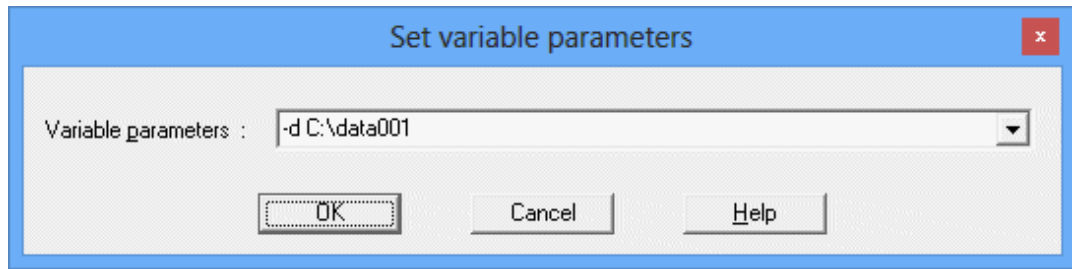 Set variable parameters
x
Variable parameters : -d C:\data001
OK Cancel Help